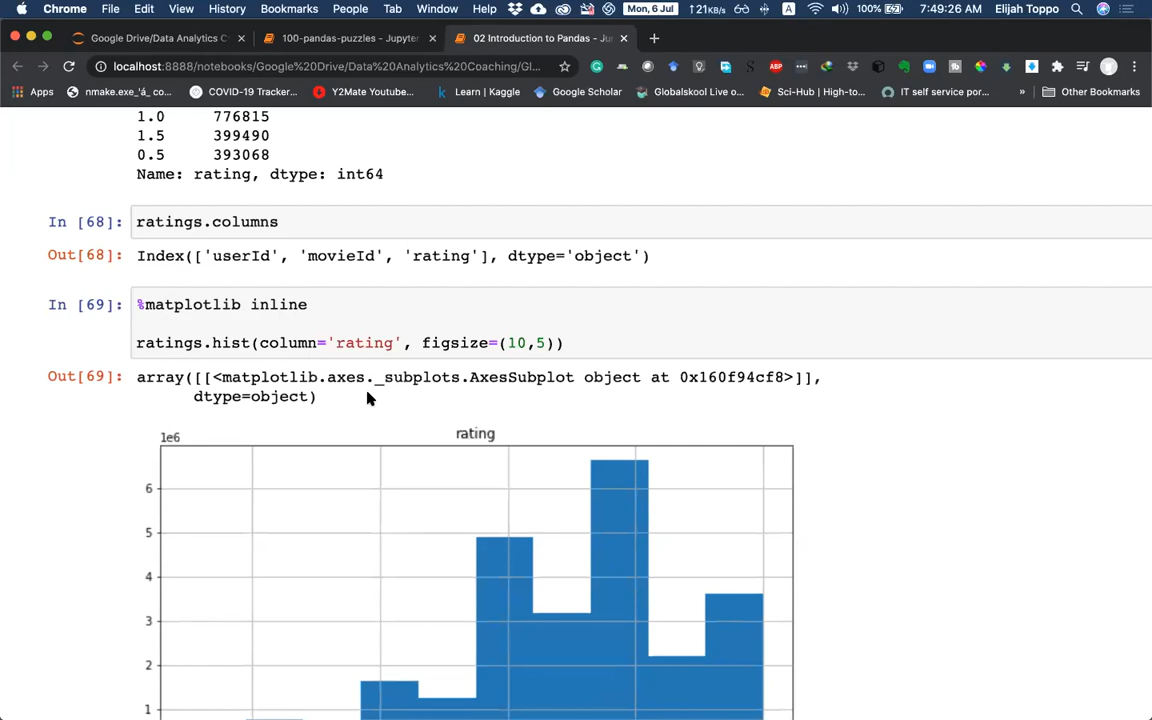 Chrome File Edit View History Bookmarks People Tab Window Help Mon, 6 Jul ↑21KB/s A 100% 7:49:26 AM Elijah Toppo
Google Drive/Data Analytics C × 100-pandas-puzzles - Jupyter × 02 Introduction to Pandas - Ju × +
localhost:8888/notebooks/Google%20Drive/Data%20Analytics%20Coaching/Gl... ABP
Apps nmake.exe_'á_ co... COVID-19 Tracker... Y2Mate Youtube... Learn | Kaggle Google Scholar Globalskool Live o... Sci-Hub | High-to... IT self service por... » Other Bookmarks
1.0 776815
1.5 399490
0.5 393068
Name: rating, dtype: int64
In [68]: ratings.columns
Out[68]: Index(['userId', 'movieId', 'rating'], dtype='object')
In [69]: %matplotlib inline
ratings.hist(column='rating', figsize=(10,5))
Out[69]: array([[<matplotlib.axes._subplots.AxesSubplot object at 0x160f94cf8>]],
dtype=object)
rating
1e6
6
5
4
3
2
1